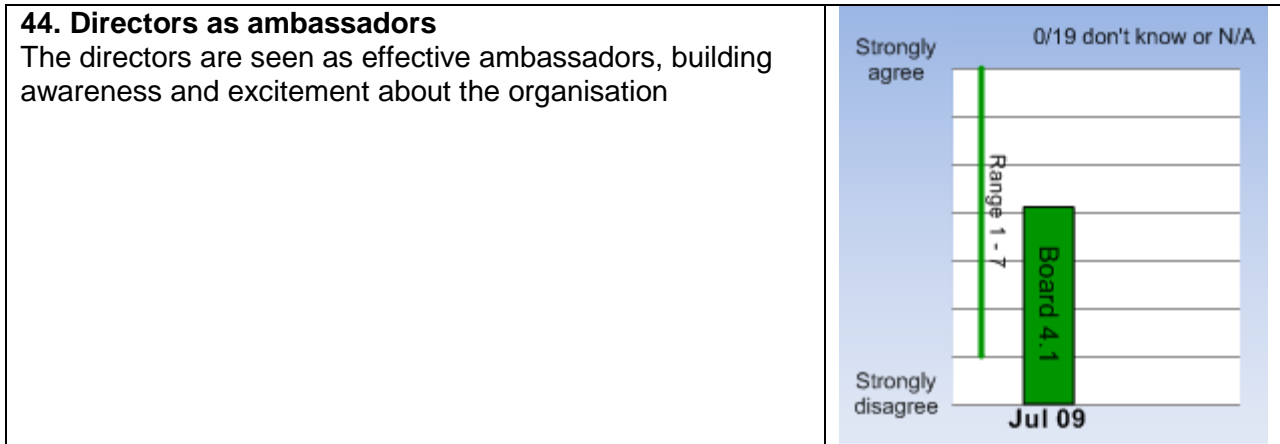 44. Directors as ambassadors
The directors are seen as effective ambassadors, building
awareness and excitement about the organisation
0/19 don't know or N/A
Strongly
agree
Range 1 - 7
Board 4.1
Strongly
disagree
Jul 09